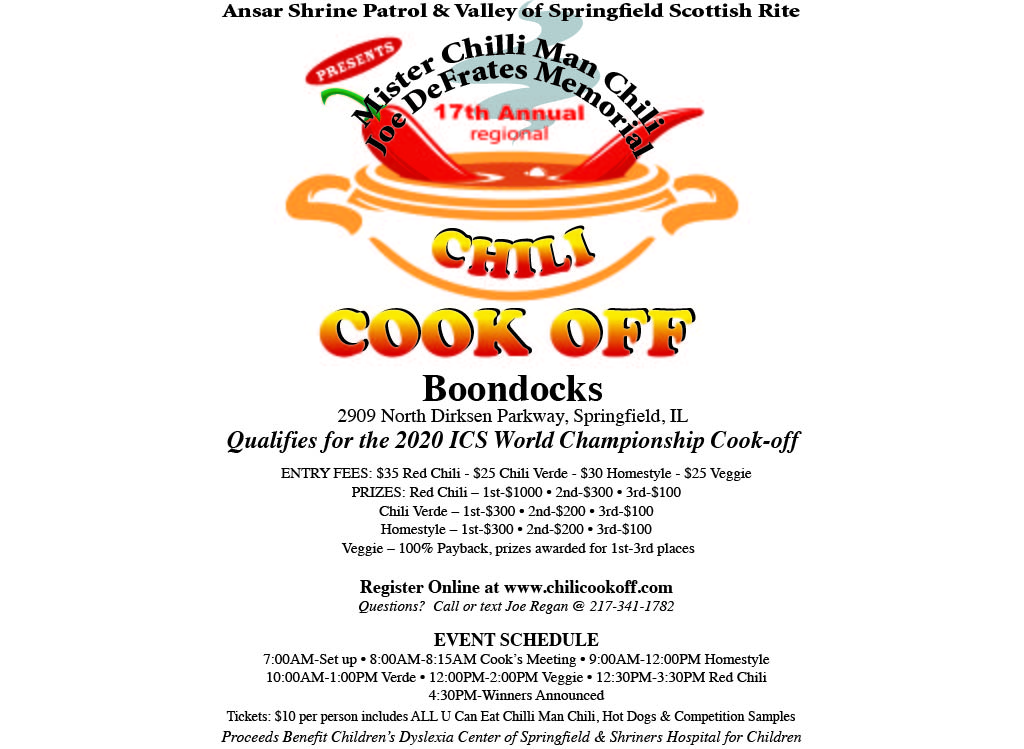 Ansar Shrine Patrol & Valley of Springfield Scottish Rite
PRESENTS
Mister Chilli Man Chili
Joe DeFrates Memorial
17th Annual
regional
CHILI
COOK OFF
Boondocks
2909 North Dirksen Parkway, Springfield, IL
Qualifies for the 2020 ICS World Championship Cook-off
ENTRY FEES: $35 Red Chili - $25 Chili Verde - $30 Homestyle - $25 Veggie
PRIZES: Red Chili – 1st-$1000 • 2nd-$300 • 3rd-$100
Chili Verde – 1st-$300 • 2nd-$200 • 3rd-$100
Homestyle – 1st-$300 • 2nd-$200 • 3rd-$100
Veggie – 100% Payback, prizes awarded for 1st-3rd places
Register Online at www.chilicookoff.com
Questions?  Call or text Joe Regan @ 217-341-1782
EVENT SCHEDULE
7:00AM-Set up • 8:00AM-8:15AM Cook’s Meeting • 9:00AM-12:00PM Homestyle
10:00AM-1:00PM Verde • 12:00PM-2:00PM Veggie • 12:30PM-3:30PM Red Chili
4:30PM-Winners Announced
Tickets: $10 per person includes ALL U Can Eat Chilli Man Chili, Hot Dogs & Competition Samples
Proceeds Benefit Children’s Dyslexia Center of Springfield & Shriners Hospital for Children